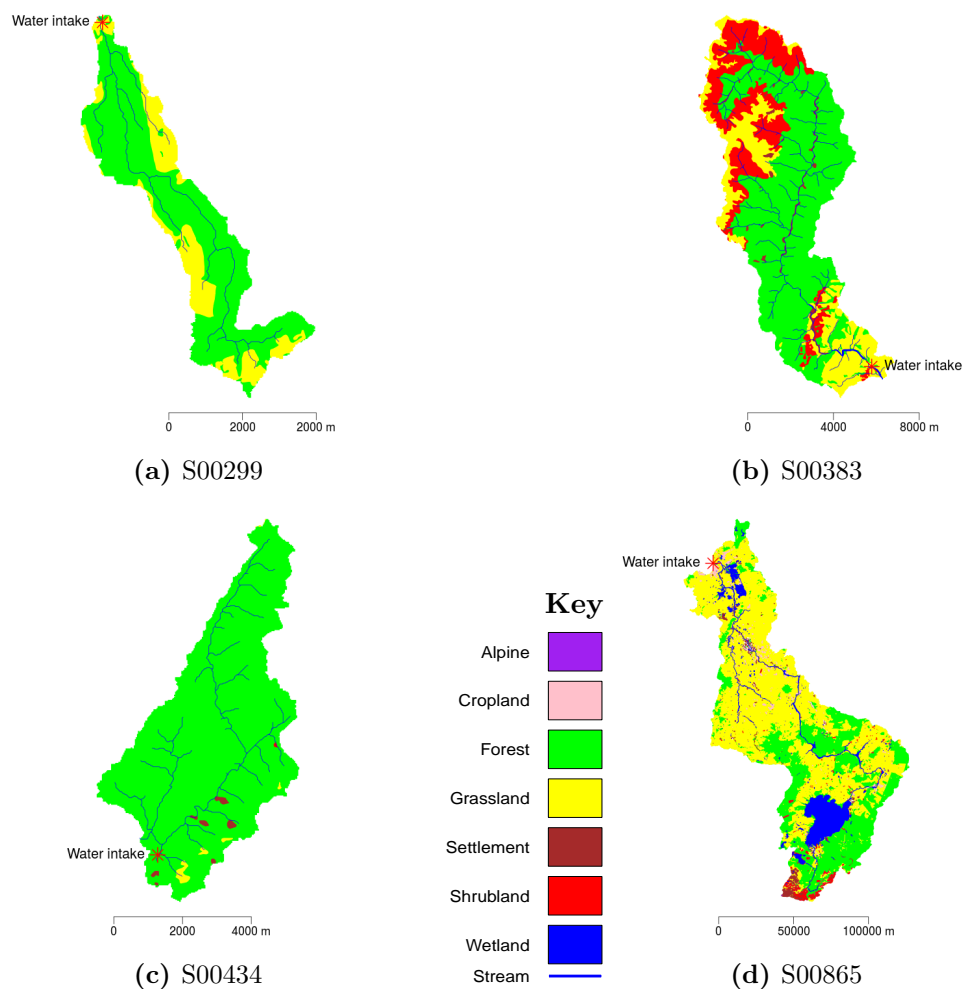 Water intake
0 2000 2000 m
(a) S00299
Water intake
0 4000 8000 m
(b) S00383
Water intake
0 2000 4000 m
(c) S00434
Key
Alpine
Cropland
Forest
Grassland
Settlement
Shrubland
Wetland
Stream
Water intake
0 50000 100000 m
(d) S00865